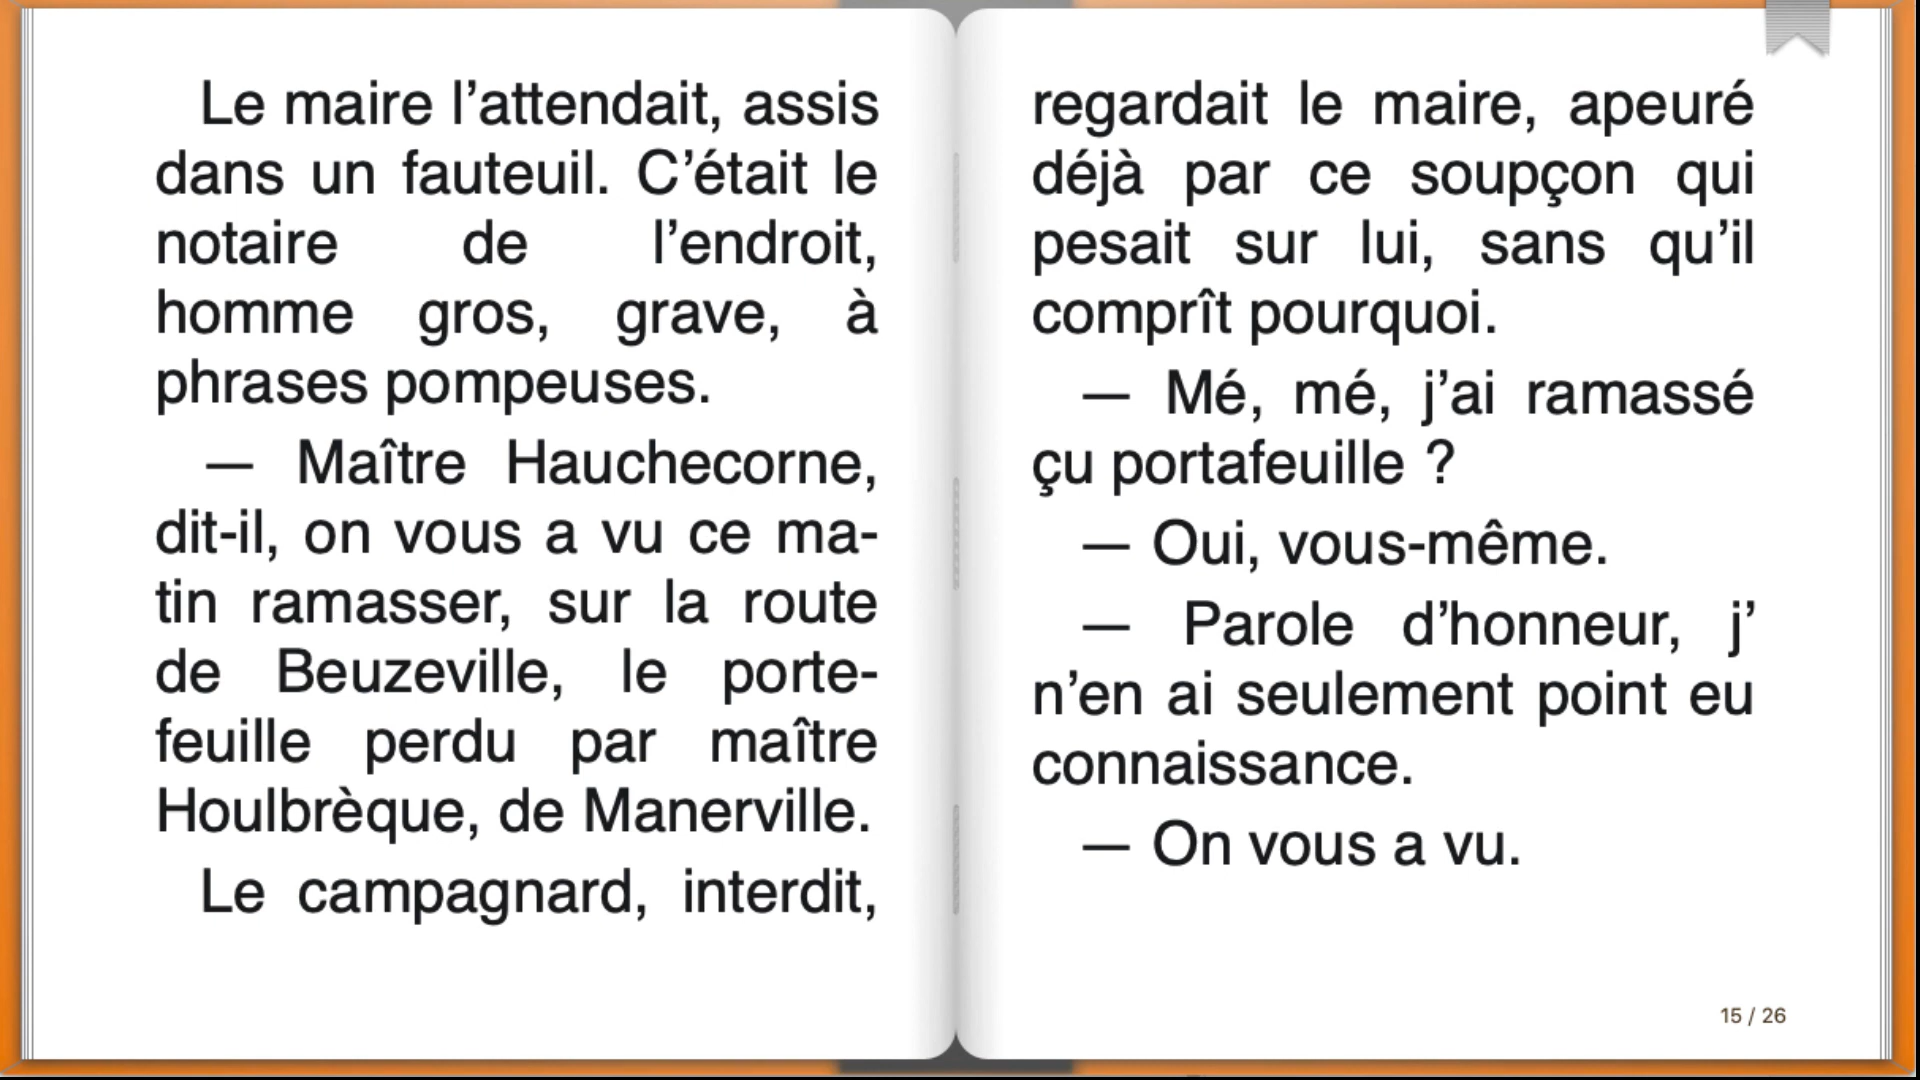 Le maire l’attendait, assis
dans un fauteuil. C’était le
notaire de l’endroit,
homme gros, grave, à
phrases pompeuses.
— Maître Hauchecorne,
dit-il, on vous a vu ce ma-
tin ramasser, sur la route
de Beuzeville, le porte-
feuille perdu par maître
Houlbrèque, de Manerville.
Le campagnard, interdit,
regardait le maire, apeuré
déjà par ce soupçon qui
pesait sur lui, sans qu’il
comprît pourquoi.
— Mé, mé, j’ai ramassé
çu portafeuille ?
— Oui, vous-même.
— Parole d’honneur, j’
n’en ai seulement point eu
connaissance.
— On vous a vu.
15 / 26